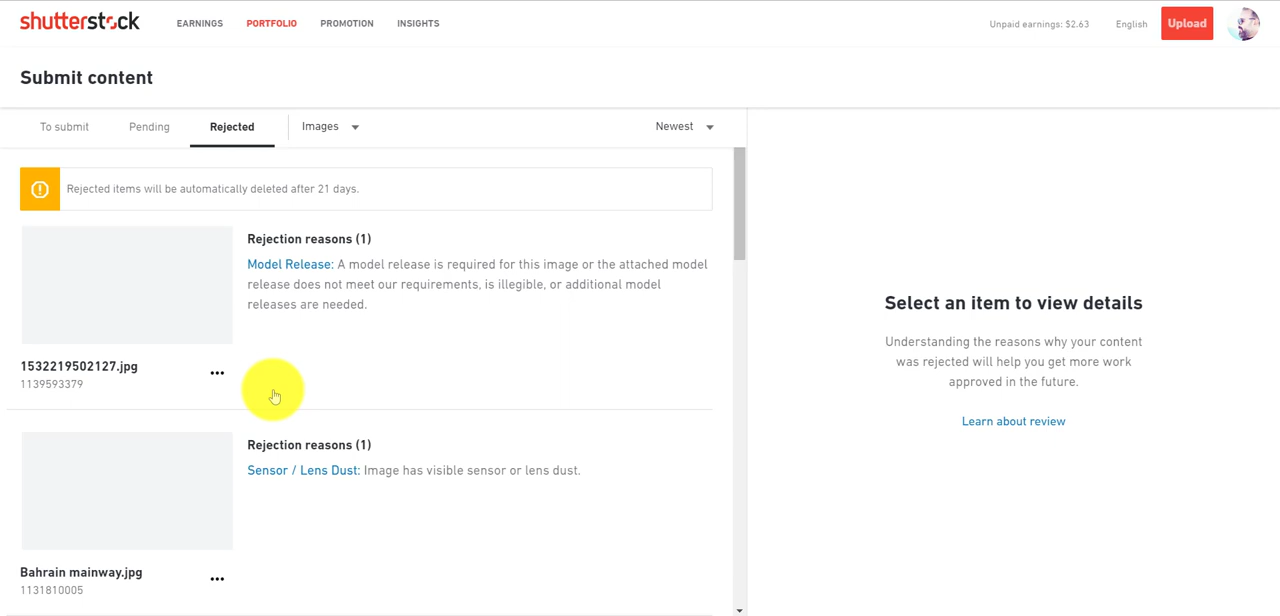 shutterstock
EARNINGS
PORTFOLIO
PROMOTION
INSIGHTS
Unpaid earnings: $2.63
English
Upload
Submit content
To submit
Pending
Rejected
Images
Newest
Rejected items will be automatically deleted after 21 days.
Rejection reasons (1)
Model Release: A model release is required for this image or the attached model
release does not meet our requirements, is illegible, or additional model
releases are needed.
1532219502127.jpg
1139593379
Rejection reasons (1)
Sensor / Lens Dust: Image has visible sensor or lens dust.
Bahrain mainway.jpg
1131810005
Select an item to view details
Understanding the reasons why your content
was rejected will help you get more work
approved in the future.
Learn about review